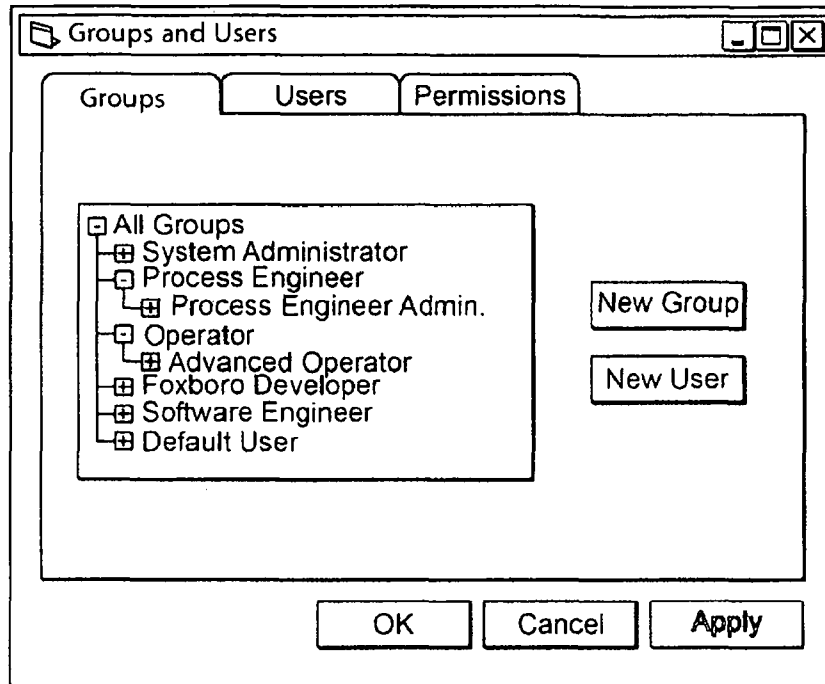 Groups and Users
Groups
Users
Permissions
All Groups
System Administrator
Process Engineer
Process Engineer Admin.
Operator
Advanced Operator
Foxboro Developer
Software Engineer
Default User
New Group
New User
OK
Cancel
Apply